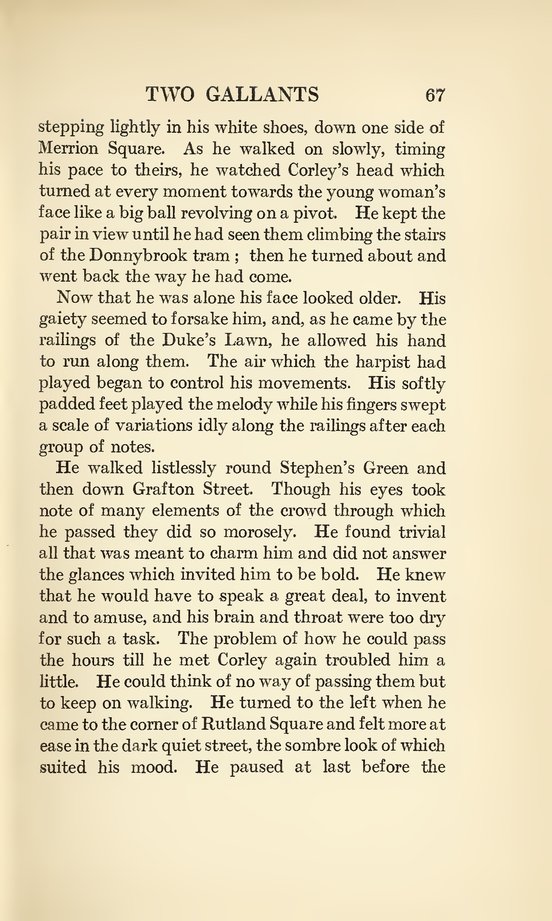 TWO GALLANTS 67
stepping lightly in his white shoes, down one side of
Merrion Square. As he walked on slowly, timing
his pace to theirs, he watched Corley's head which
turned at every moment towards the young woman's
face like a big ball revolving on a pivot. He kept the
pair in view until he had seen them climbing the stairs
of the Donnybrook tram ; then he turned about and
went back the way he had come.
Now that he was alone his face looked older. His
gaiety seemed to forsake him, and, as he came by the
railings of the Duke's Lawn, he allowed his hand
to run along them. The air which the harpist had
played began to control his movements. His softly
padded feet played the melody while his fingers swept
a scale of variations idly along the railings after each
group of notes.
He walked listlessly round Stephen's Green and
then down Grafton Street. Though his eyes took
note of many elements of the crowd through which
he passed they did so morosely. He found trivial
all that was meant to charm him and did not answer
the glances which invited him to be bold. He knew
that he would have to speak a great deal, to invent
and to amuse, and his brain and throat were too dry
for such a task. The problem of how he could pass
the hours till he met Corley again troubled him a
little. He could think of no way of passing them but
to keep on walking. He turned to the left when he
came to the corner of Rutland Square and felt more at
ease in the dark quiet street, the sombre look of which
suited his mood. He paused at last before the